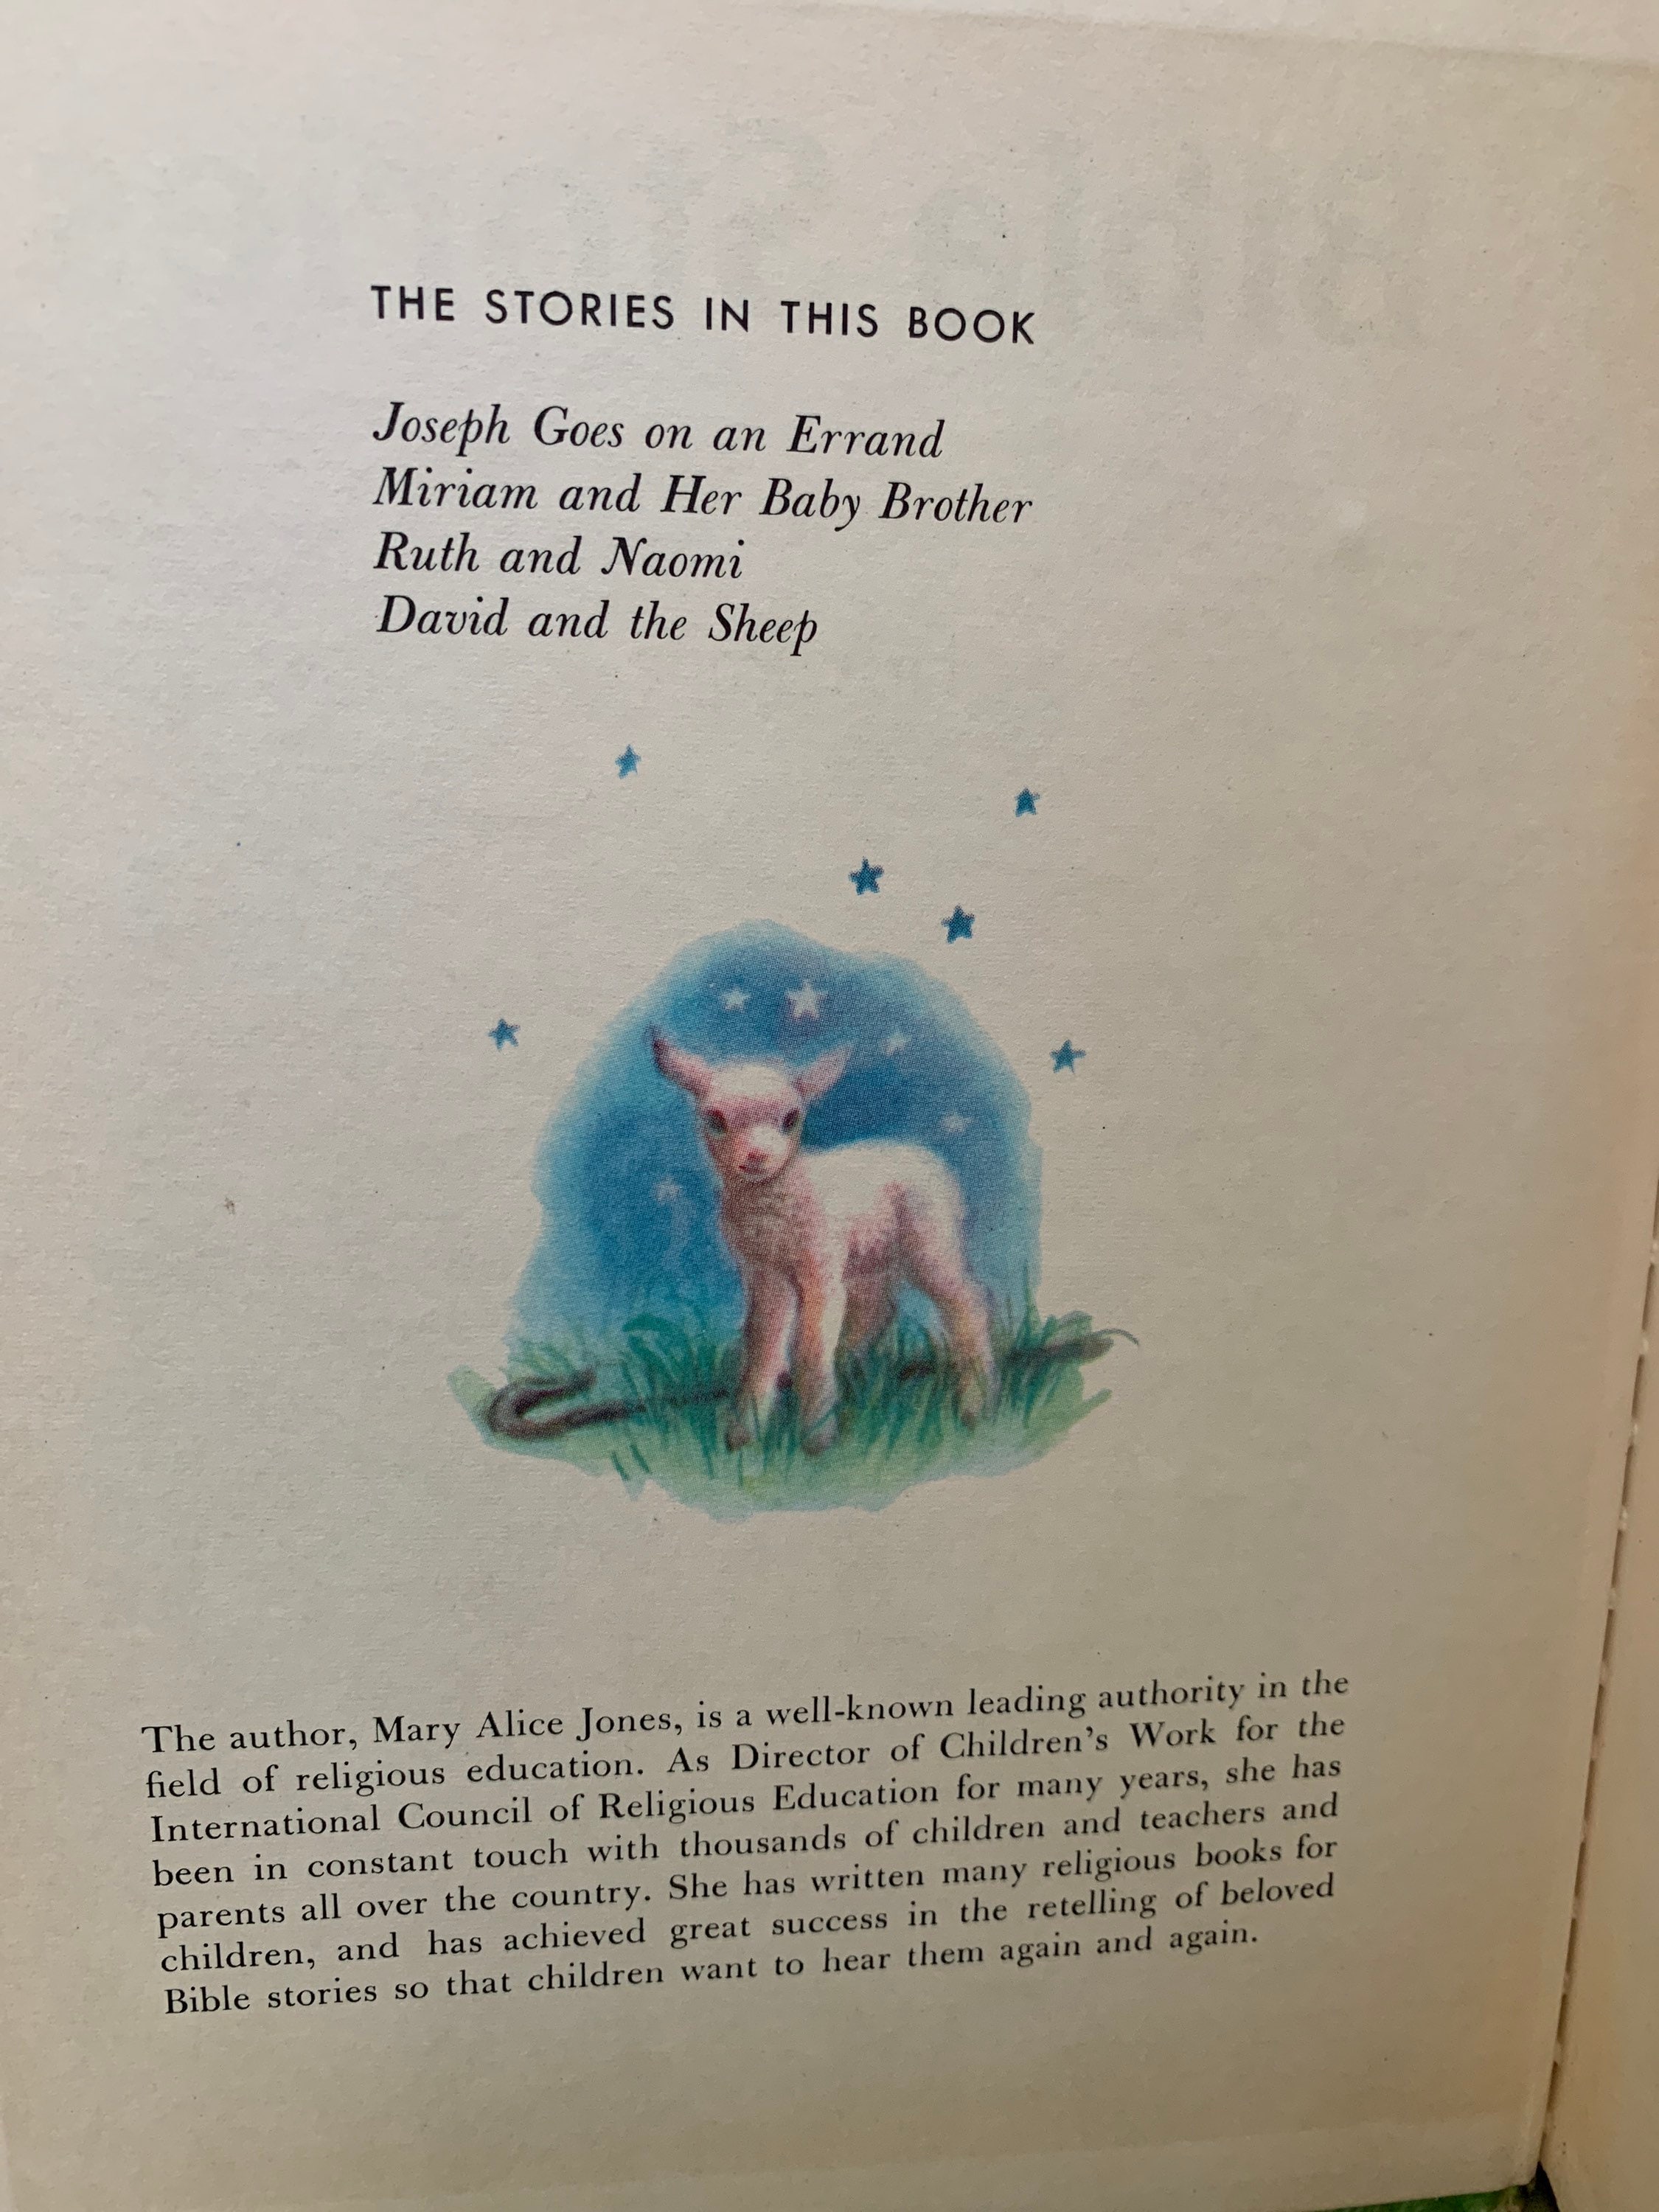 THE STORIES IN THIS BOOK
Joseph Goes on an Errand
Miriam and Her Baby Brother
Ruth and Naomi
David and the Sheep
The author, Mary Alice Jones, is a well-known leading authority in the
field of religious education. As Director of Children's Work for the
International Council of Religious Education for many years, she has
been in constant touch with thousands of children and teachers and
parents all over the country. She has written many religious books for
children, and has achieved great success in the retelling of beloved
Bible stories so that children want to hear them again and again.